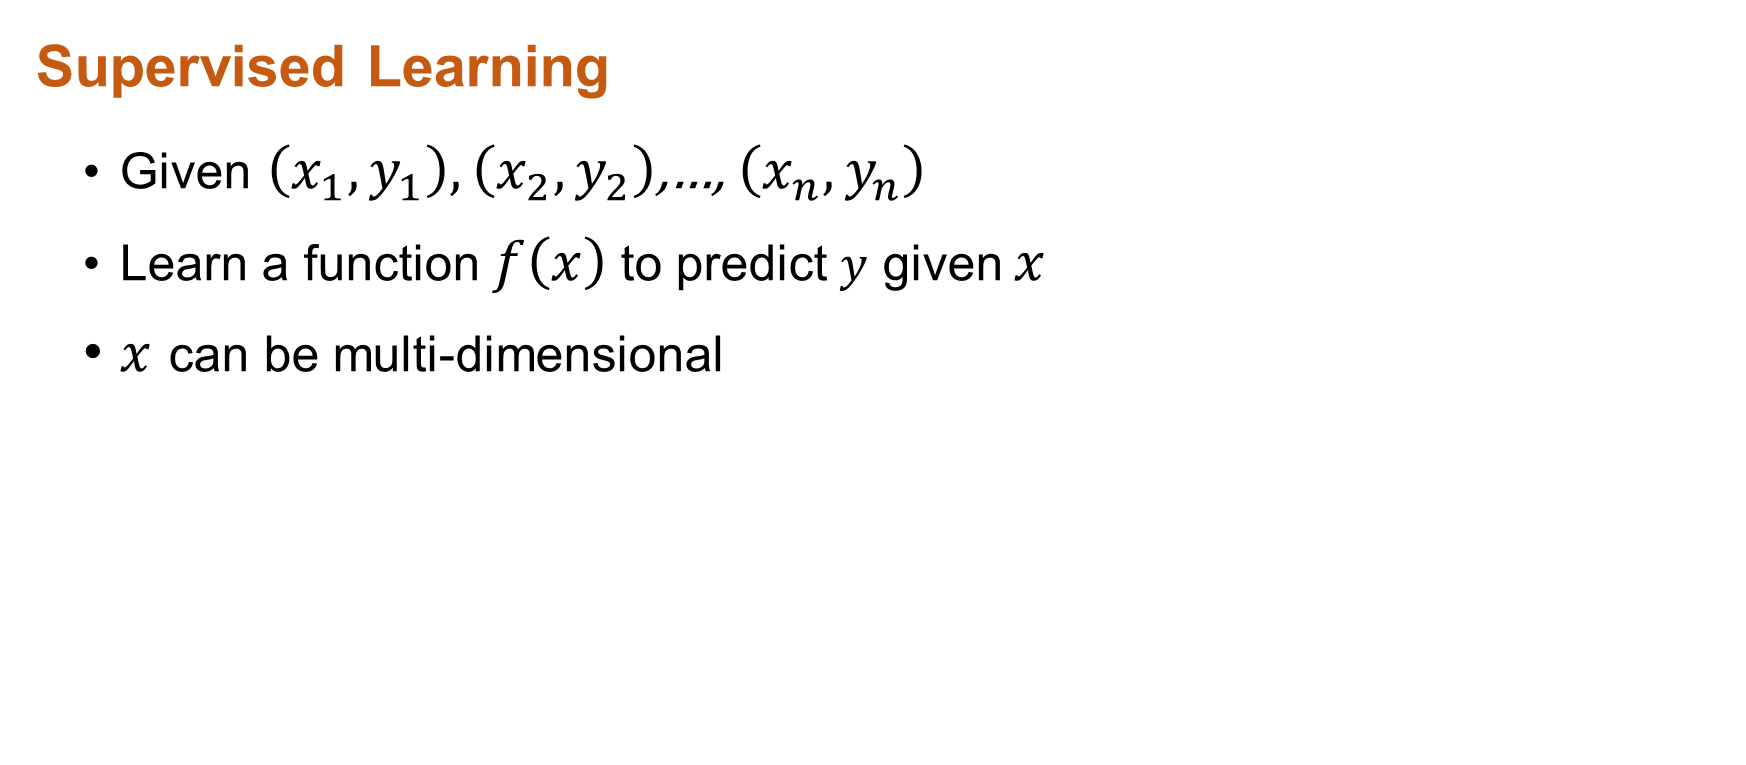 Supervised Learning
• Given (x₁, y₁), (x₂, y₂),..., (xₙ, yₙ)
• Learn a function f(x) to predict y given x
• x can be multi-dimensional